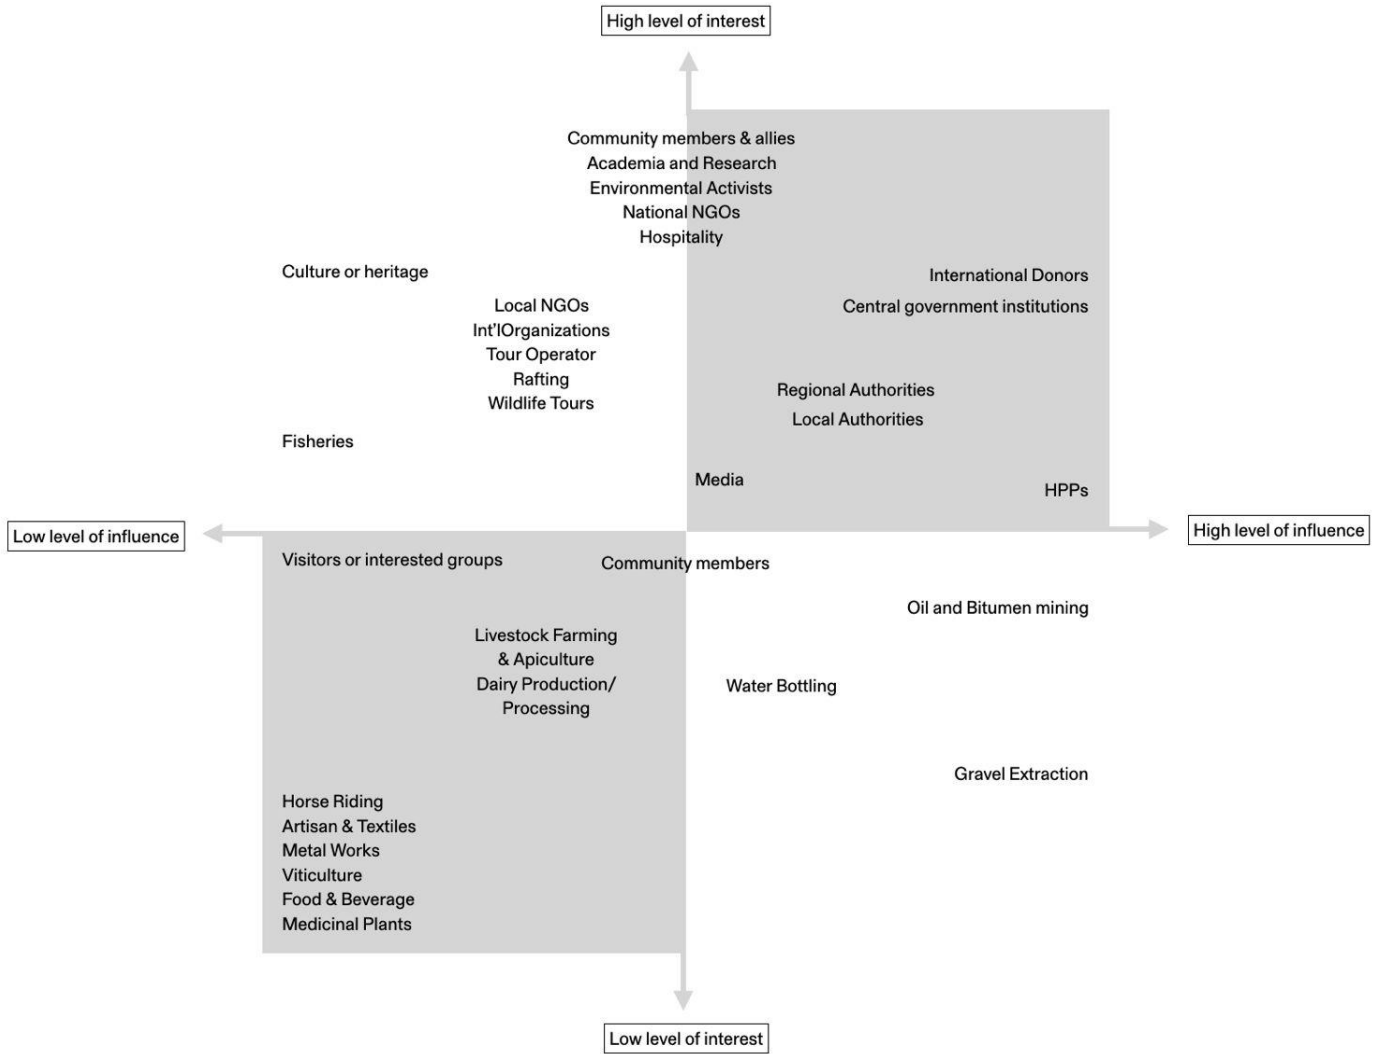 High level of interest
Community members & allies
Academia and Research
Environmental Activists
National NGOs
Hospitality
Culture or heritage
International Donors
Local NGOs
Central government institutions
Int'lOrganizations
Tour Operator
Rafting
Wildlife Tours
Regional Authorities
Local Authorities
Fisheries
Media
HPPs
Low level of influence
High level of influence
Visitors or interested groups
Community members
Oil and Bitumen mining
Livestock Farming
& Apiculture
Dairy Production/
Processing
Water Bottling
Gravel Extraction
Horse Riding
Artisan & Textiles
Metal Works
Viticulture
Food & Beverage
Medicinal Plants
Low level of interest